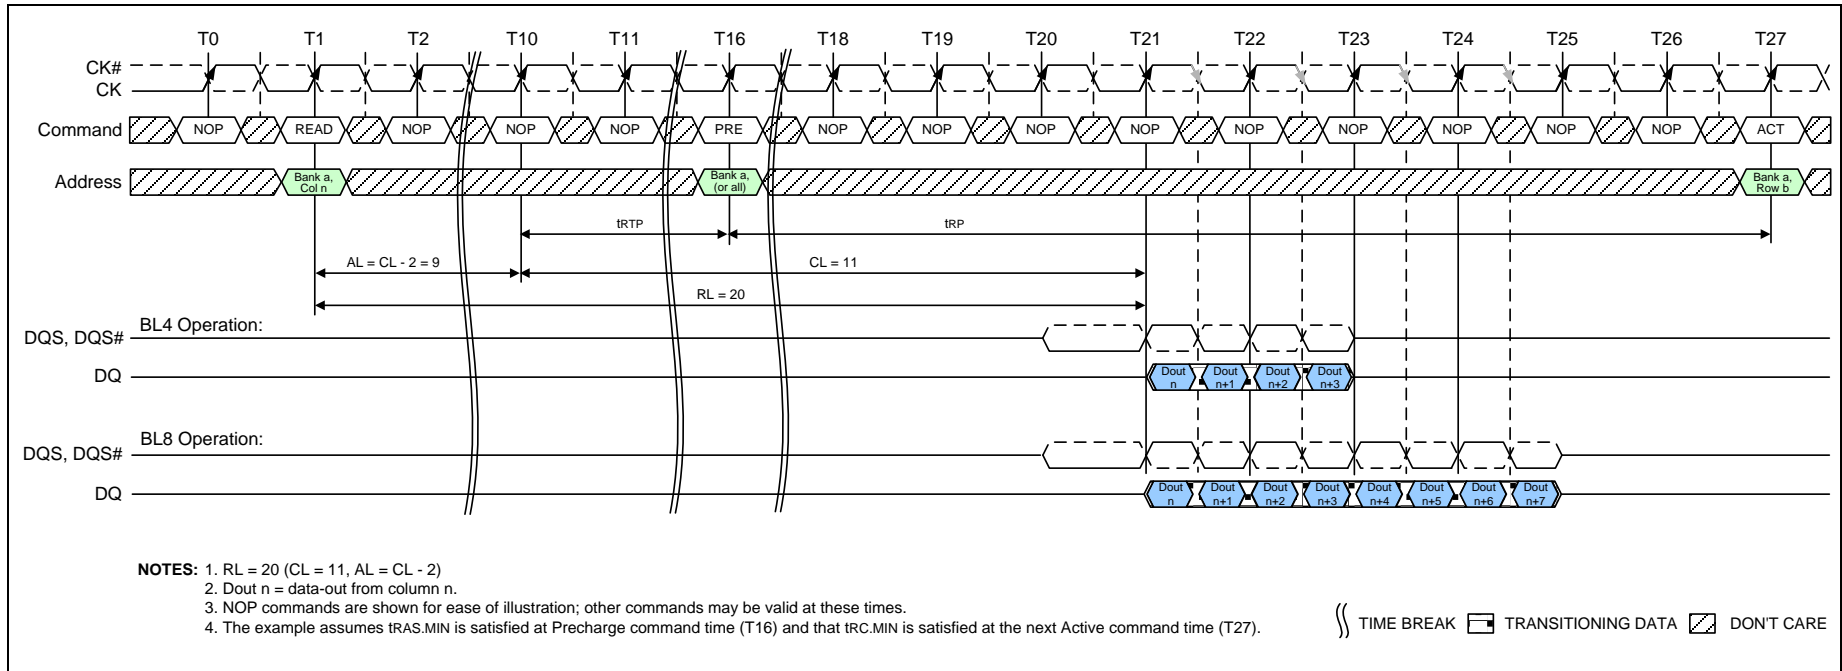 T0 T1 T2 T10 T11 T16 T18 T19 T20 T21 T22 T23 T24 T25 T26 T27
CK#
CK
Command NOP READ NOP NOP NOP PRE NOP NOP NOP NOP NOP NOP NOP NOP NOP ACT
Address Bank a, Col n Bank a, (or all) Bank a, Row b
tRTP tRP
AL = CL - 2 = 9 CL = 11
RL = 20
BL4 Operation:
DQS, DQS#
DQ Dout n Dout n+1 Dout n+2 Dout n+3
BL8 Operation:
DQS, DQS#
DQ Dout n Dout n+1 Dout n+2 Dout n+3 Dout n+4 Dout n+5 Dout n+6 Dout n+7
NOTES: 1. RL = 20 (CL = 11, AL = CL - 2)
2. Dout n = data-out from column n.
3. NOP commands are shown for ease of illustration; other commands may be valid at these times.
4. The example assumes tRAS.MIN is satisfied at Precharge command time (T16) and that tRC.MIN is satisfied at the next Active command time (T27).
TIME BREAK TRANSITIONING DATA DON'T CARE